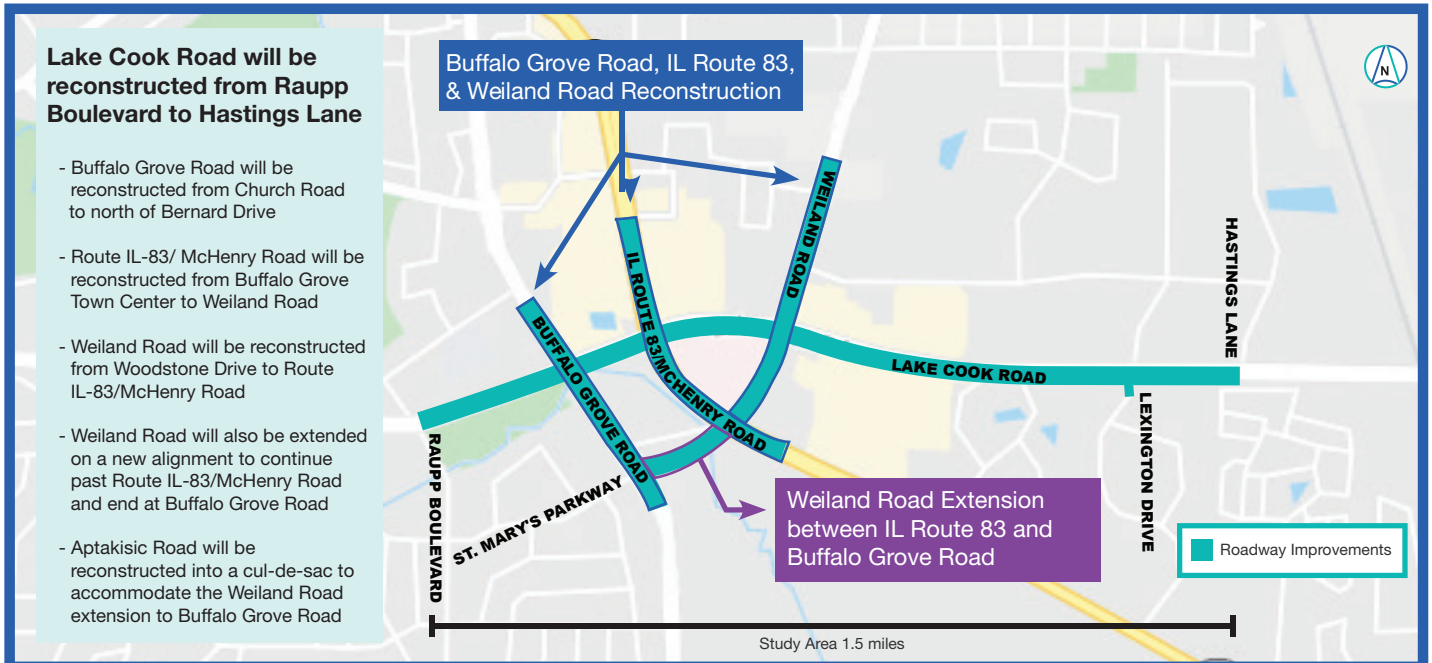 Lake Cook Road will be
reconstructed from Raupp
Boulevard to Hastings Lane
- Buffalo Grove Road will be
reconstructed from Church Road
to north of Bernard Drive
- Route IL-83/ McHenry Road will be
reconstructed from Buffalo Grove
Town Center to Weiland Road
- Weiland Road will be reconstructed
from Woodstone Drive to Route
IL-83/McHenry Road
- Weiland Road will also be extended
on a new alignment to continue
past Route IL-83/McHenry Road
and end at Buffalo Grove Road
- Aptakisic Road will be
reconstructed into a cul-de-sac to
accommodate the Weiland Road
extension to Buffalo Grove Road
Buffalo Grove Road, IL Route 83,
& Weiland Road Reconstruction
N
WEILAND ROAD
IL ROUTE 83/MCHENRY ROAD
BUFFALO GROVE ROAD
LAKE COOK ROAD
HASTINGS LANE
LEXINGTON DRIVE
RAUPP BOULEVARD
ST. MARY'S PARKWAY
Weiland Road Extension
between IL Route 83 and
Buffalo Grove Road
Roadway Improvements
Study Area 1.5 miles